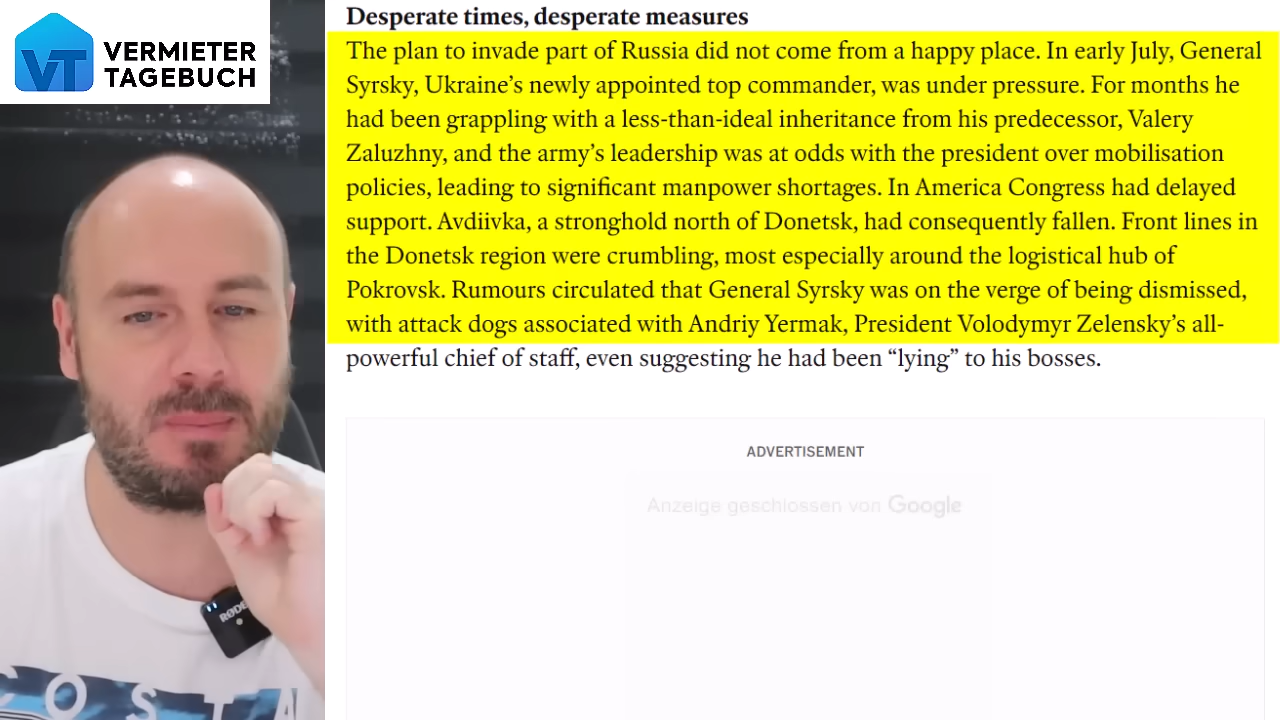 VERMIETER
TAGEBUCH
VT
Desperate times, desperate measures
The plan to invade part of Russia did not come from a happy place. In early July, General
Syrsky, Ukraine’s newly appointed top commander, was under pressure. For months he
had been grappling with a less-than-ideal inheritance from his predecessor, Valery
Zaluzhny, and the army’s leadership was at odds with the president over mobilisation
policies, leading to significant manpower shortages. In America Congress had delayed
support. Avdiivka, a stronghold north of Donetsk, had consequently fallen. Front lines in
the Donetsk region were crumbling, most especially around the logistical hub of
Pokrovsk. Rumours circulated that General Syrsky was on the verge of being dismissed,
with attack dogs associated with Andriy Yermak, President Volodymyr Zelensky’s all-
powerful chief of staff, even suggesting he had been “lying” to his bosses.
ADVERTISEMENT
Anzeige geschlossen von Google
RØDE
COSTA